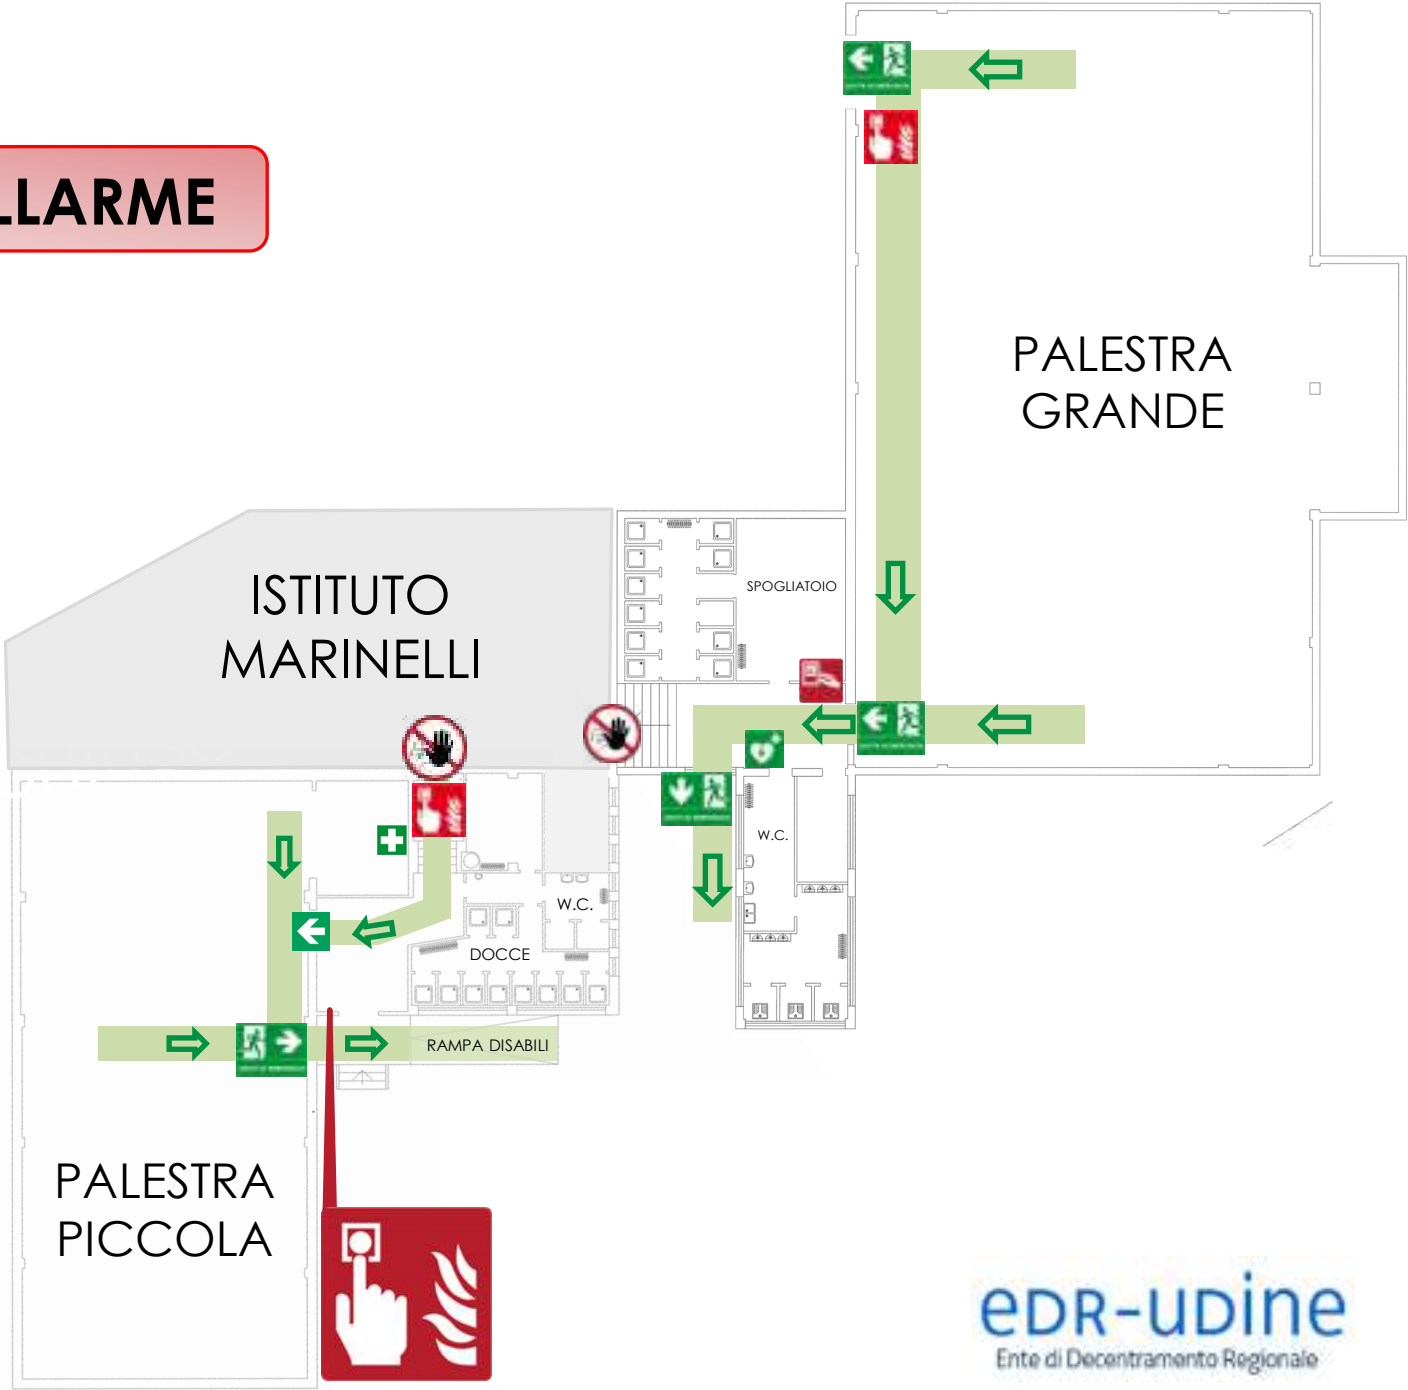 LLARME
PALESTRA
GRANDE
ISTITUTO
MARINELLI
SPOGLIATOIO
W.C.
W.C.
DOCCE
RAMPA DISABILI
PALESTRA
PICCOLA
eDR-uDine
Ente di Decentramento Regionale